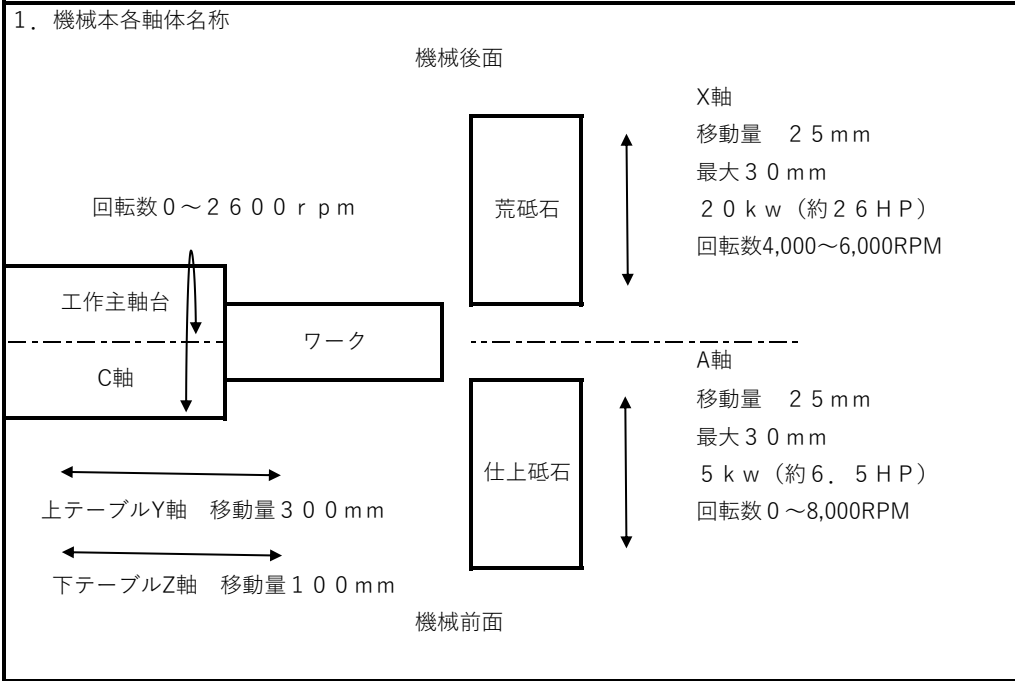 1．機械本各軸体名称
機械後面
X軸
移動量　２５ｍｍ
最大３０ｍｍ
２０ｋｗ（約２６ＨＰ）
回転数4,000～6,000RPM
回転数０～２６００ｒｐｍ
荒砥石
工作主軸台
ワーク
C軸
A軸
移動量　２５ｍｍ
最大３０ｍｍ
５ｋｗ（約６．５ＨＰ）
回転数０～8,000RPM
仕上砥石
上テーブルY軸　移動量３００ｍｍ
下テーブルZ軸　移動量１００ｍｍ
機械前面